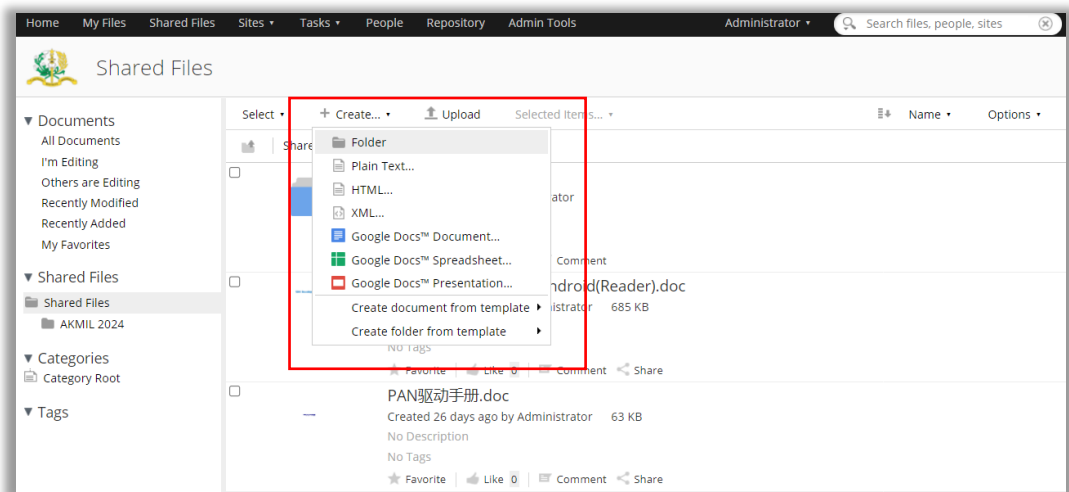 Home My Files Shared Files Sites Tasks People Repository Admin Tools Administrator Search files, people, sites
Shared Files
Select + Create... Upload Selected Items... Name Options
Documents
All Documents
I'm Editing
Others are Editing
Recently Modified
Recently Added
My Favorites
Shared Files
Shared Files
AKMIL 2024
Categories
Category Root
Tags
Folder
Plain Text...
HTML...
XML...
Google Docs™ Document...
Google Docs™ Spreadsheet...
Google Docs™ Presentation...
Create document from template
Create folder from template
Comment
(Reader).doc
685 KB
No Tags
Favorite Like 0 Comment Share
PAN驱动手册.doc
Created 26 days ago by Administrator 63 KB
No Description
No Tags
Favorite Like 0 Comment Share